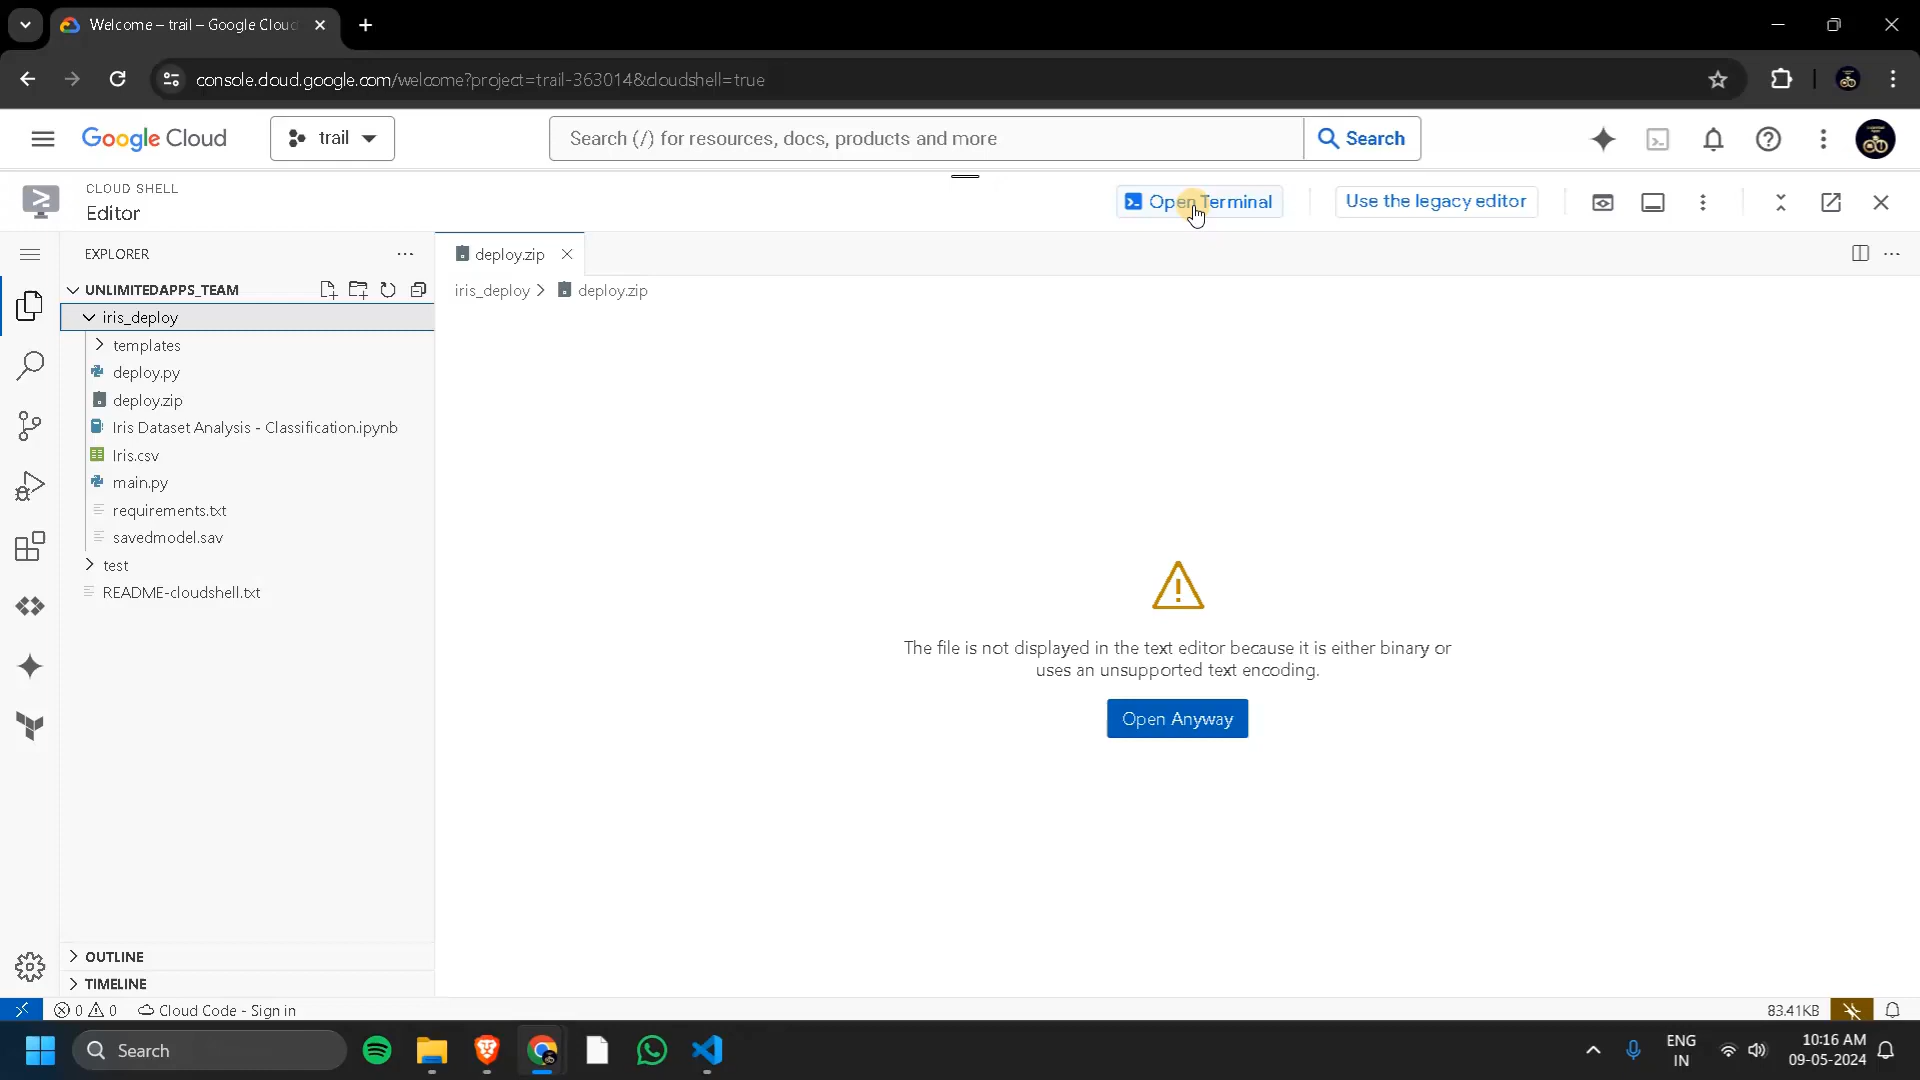 Welcome – trail – Google Cloud
console.cloud.google.com/welcome?project=trail-363014&cloudshell=true
Google Cloud
trail
Search (/) for resources, docs, products and more
Search
CLOUD SHELL
Editor
Open Terminal
Use the legacy editor
EXPLORER
deploy.zip
UNLIMITEDAPPS_TEAM
iris_deploy > deploy.zip
iris_deploy
templates
deploy.py
deploy.zip
Iris Dataset Analysis - Classification.ipynb
Iris.csv
main.py
requirements.txt
savedmodel.sav
test
README-cloudshell.txt
The file is not displayed in the text editor because it is either binary or
uses an unsupported text encoding.
Open Anyway
OUTLINE
TIMELINE
0 0 Cloud Code - Sign in
83.41KB
Search
ENG
IN
10:16 AM
09-05-2024